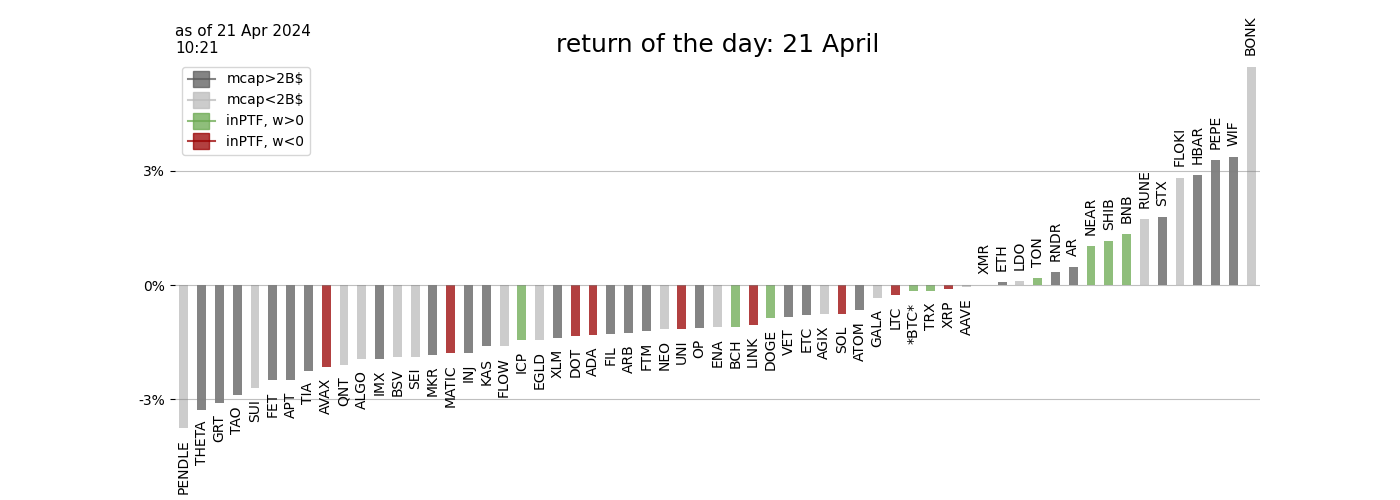 as of 21 Apr 2024
10:21
return of the day: 21 April
mcap>2B$
mcap<2B$
inPTF, w>0
inPTF, w<0
3%
0%
-3%
PENDLE
THETA
GRT
TAO
SUI
FET
APT
TIA
AVAX
QNT
ALGO
IMX
BSV
SEI
MKR
MATIC
INJ
KAS
FLOW
ICP
EGLD
XLM
DOT
ADA
FIL
ARB
FTM
NEO
UNI
OP
ENA
BCH
LINK
DOGE
VET
ETC
AGIX
SOL
ATOM
GALA
LTC
*BTC*
TRX
XRP
AAVE
XMR
ETH
LDO
TON
RNDR
AR
NEAR
SHIB
BNB
RUNE
STX
FLOKI
HBAR
PEPE
WIF
BONK